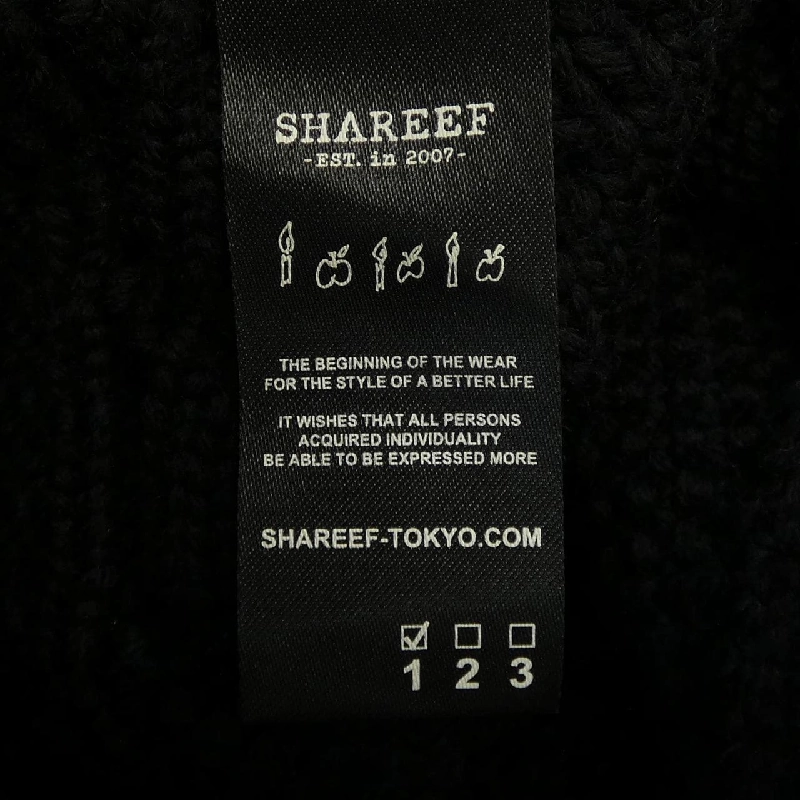 SHAREEF
-EST. in 2007-
THE BEGINNING OF THE WEAR
FOR THE STYLE OF A BETTER LIFE
IT WISHES THAT ALL PERSONS
ACQUIRED INDIVIDUALITY
BE ABLE TO BE EXPRESSED MORE
SHAREEF-TOKYO.COM
1 2 3